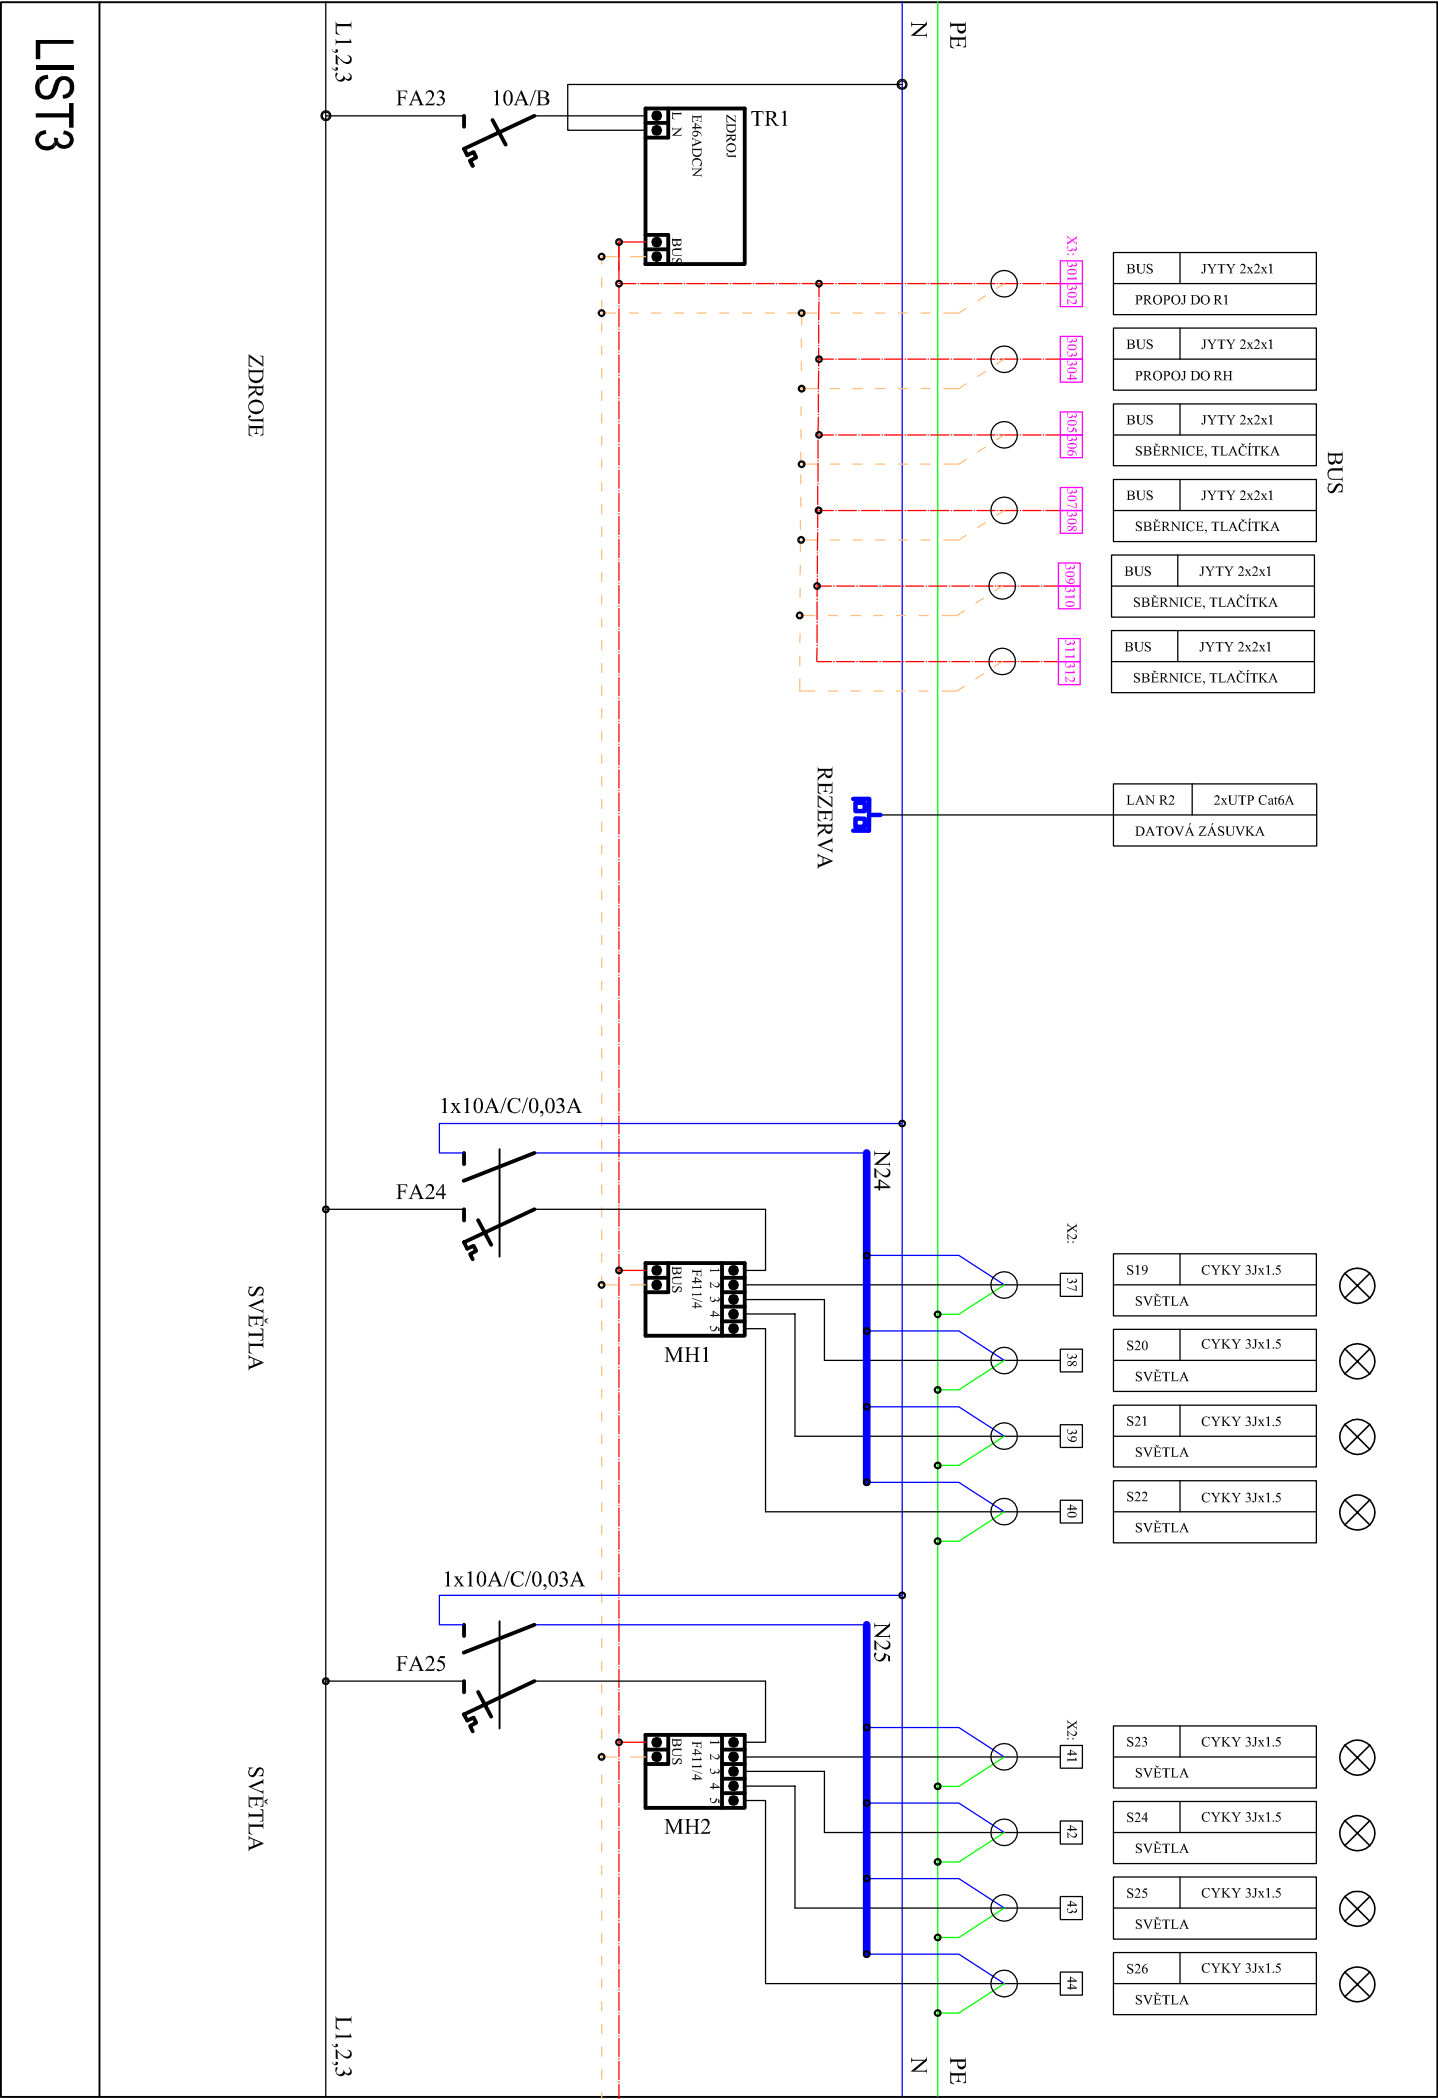 LIST3
L1,2,3
N
PE
FA23
10A/B
TR1
ZDROJ
E46ADCN
L
N
BUS
X3:
301
302
BUS
JYTY 2x2x1
PROPOJ DO R1
303
304
BUS
JYTY 2x2x1
PROPOJ DO RH
305
306
BUS
JYTY 2x2x1
SBĚRNICE, TLAČÍTKA
307
308
BUS
JYTY 2x2x1
SBĚRNICE, TLAČÍTKA
309
310
BUS
JYTY 2x2x1
SBĚRNICE, TLAČÍTKA
311
312
BUS
JYTY 2x2x1
SBĚRNICE, TLAČÍTKA
BUS
ZDROJE
REZERVA
LAN R2
2xUTP Cat6A
DATOVÁ ZÁSUVKA
1x10A/C/0,03A
FA24
N24
BUS
F411/4
1
2
3
4
5
MH1
X2:
37
S19
CYKY 3Jx1.5
SVĚTLA
38
S20
CYKY 3Jx1.5
SVĚTLA
39
S21
CYKY 3Jx1.5
SVĚTLA
40
S22
CYKY 3Jx1.5
SVĚTLA
SVĚTLA
1x10A/C/0,03A
FA25
N25
BUS
F411/4
1
2
3
4
5
MH2
X2:
41
S23
CYKY 3Jx1.5
SVĚTLA
42
S24
CYKY 3Jx1.5
SVĚTLA
43
S25
CYKY 3Jx1.5
SVĚTLA
44
S26
CYKY 3Jx1.5
SVĚTLA
SVĚTLA
L1,2,3
N
PE